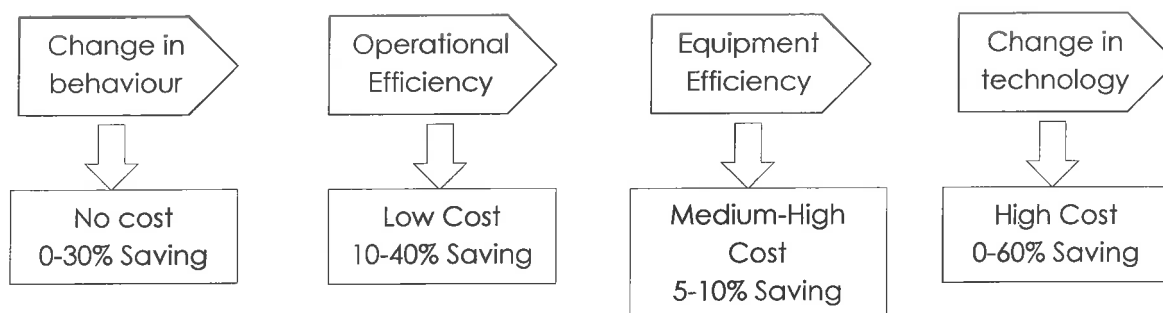 Change in
behaviour
Operational
Efficiency
Equipment
Efficiency
Change in
technology
No cost
0-30% Saving
Low Cost
10-40% Saving
Medium-High
Cost
5-10% Saving
High Cost
0-60% Saving